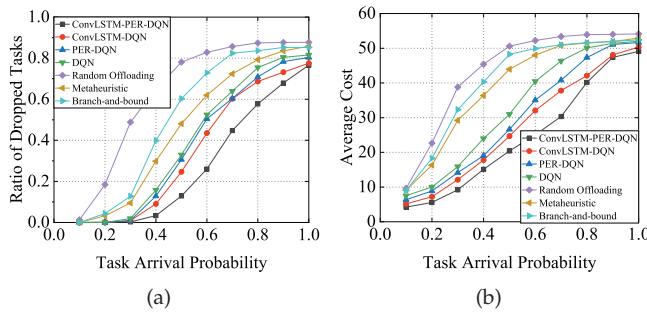 ConvLSTM-PER-DQN
ConvLSTM-DQN
PER-DQN
DQN
Random Offloading
Metaheuristic
Branch-and-bound
Ratio of Dropped Tasks
1.0
0.8
0.6
0.4
0.2
0.0
0.0 0.2 0.4 0.6 0.8 1.0
Task Arrival Probability
(a)
Average Cost
60
50
40
30
20
10
0
ConvLSTM-PER-DQN
ConvLSTM-DQN
PER-DQN
DQN
Random Offloading
Metaheuristic
Branch-and-bound
0.0 0.2 0.4 0.6 0.8 1.0
Task Arrival Probability
(b)